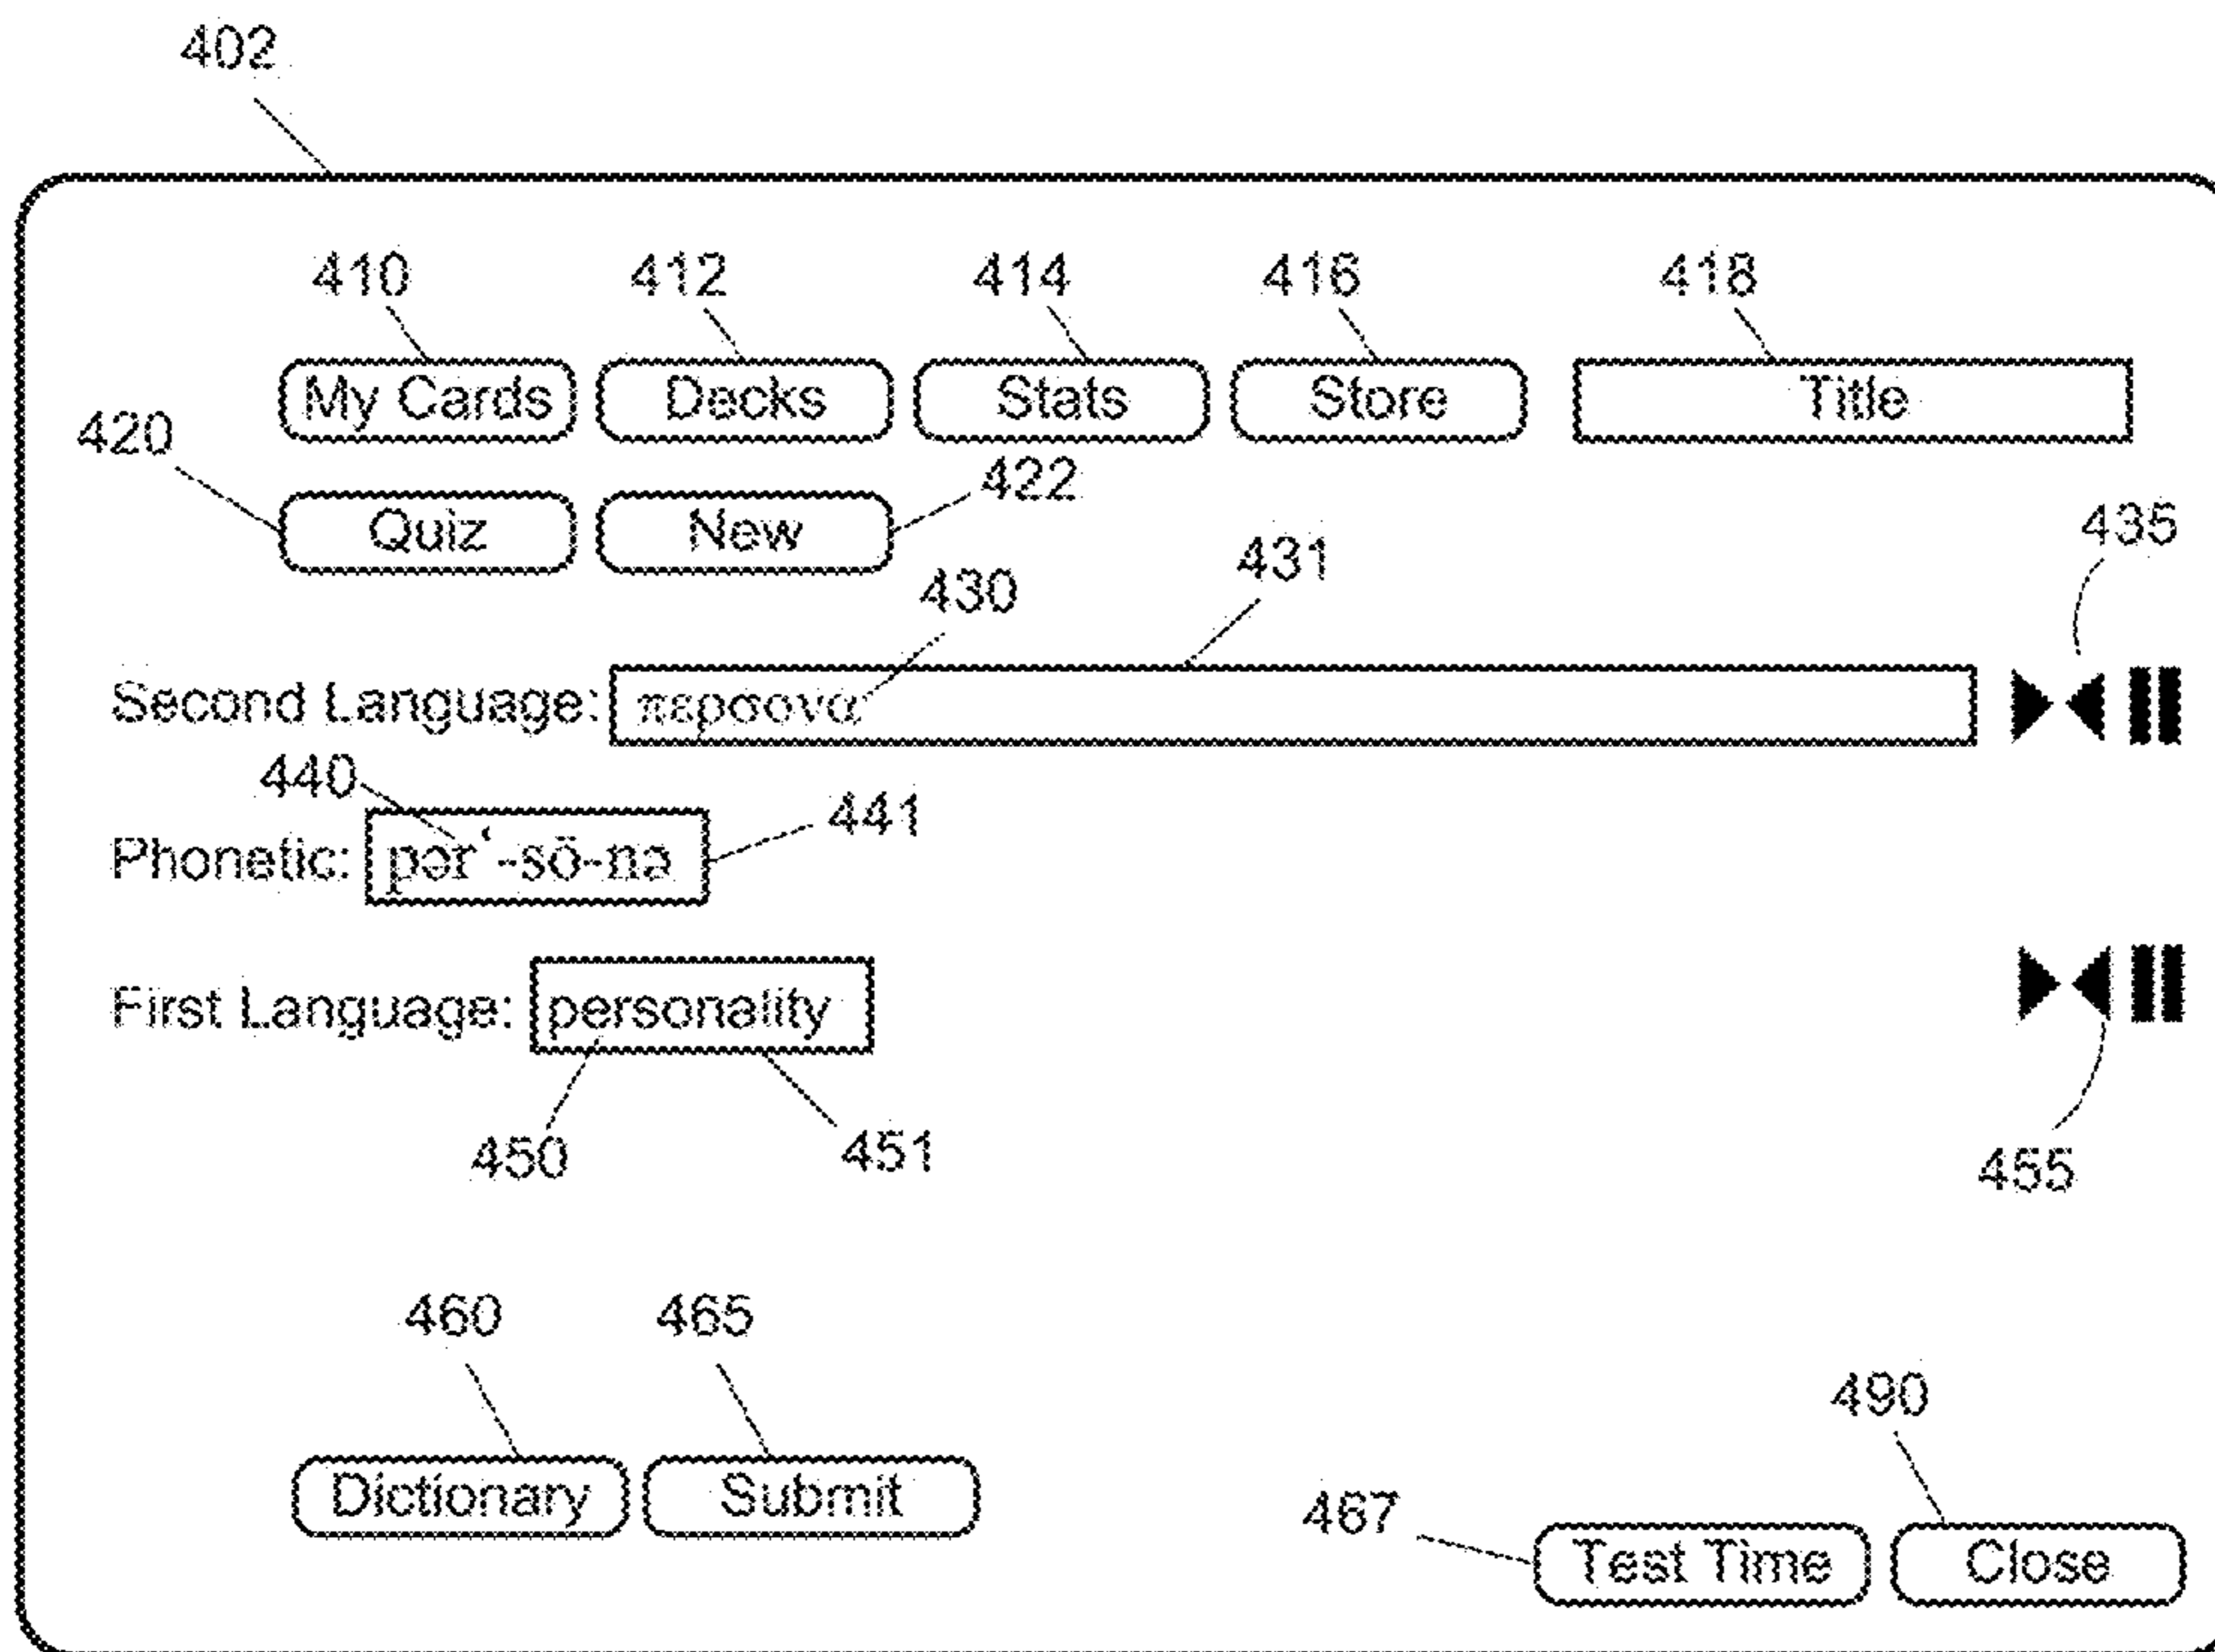 402
410 412 414 416 418
My Cards Decks Stats Store Title
420 422
Quiz New
430 431 435
Second Language: περσονα
440 441
Phonetic: pər‘-sō-nə
First Language: personality
450 451 455
460 465
Dictionary Submit
467 490
Test Time Close